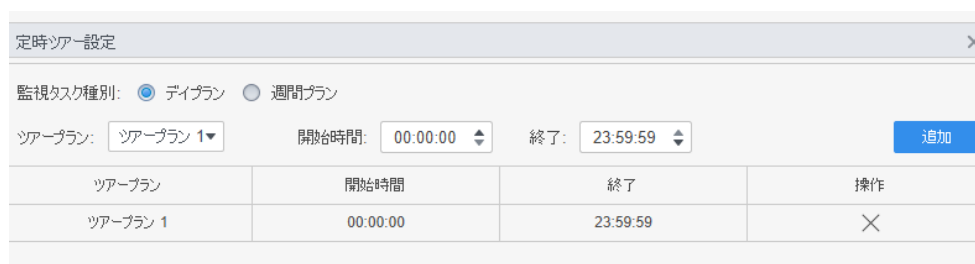 定時ツアー設定
監視タスク種別: デイプラン 週間プラン
ツアープラン: ツアープラン 1 開始時間: 00:00:00 終了: 23:59:59 追加
ツアープラン 開始時間 終了 操作
ツアープラン 1 00:00:00 23:59:59